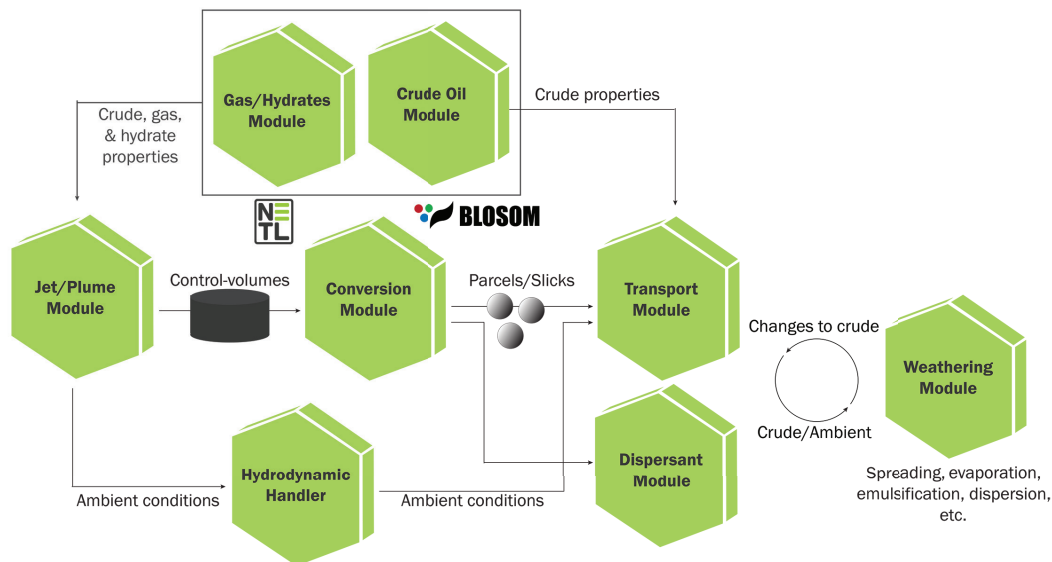 Gas/Hydrates
Module
Crude Oil
Module
Crude properties
Crude, gas,
& hydrate
properties
NE
TL
BLOSOM
Jet/Plume
Module
Control-volumes
Conversion
Module
Parcels/Slicks
Transport
Module
Changes to crude
Weathering
Module
Crude/Ambient
Spreading, evaporation,
emulsification, dispersion,
etc.
Ambient conditions
Hydrodynamic
Handler
Ambient conditions
Dispersant
Module